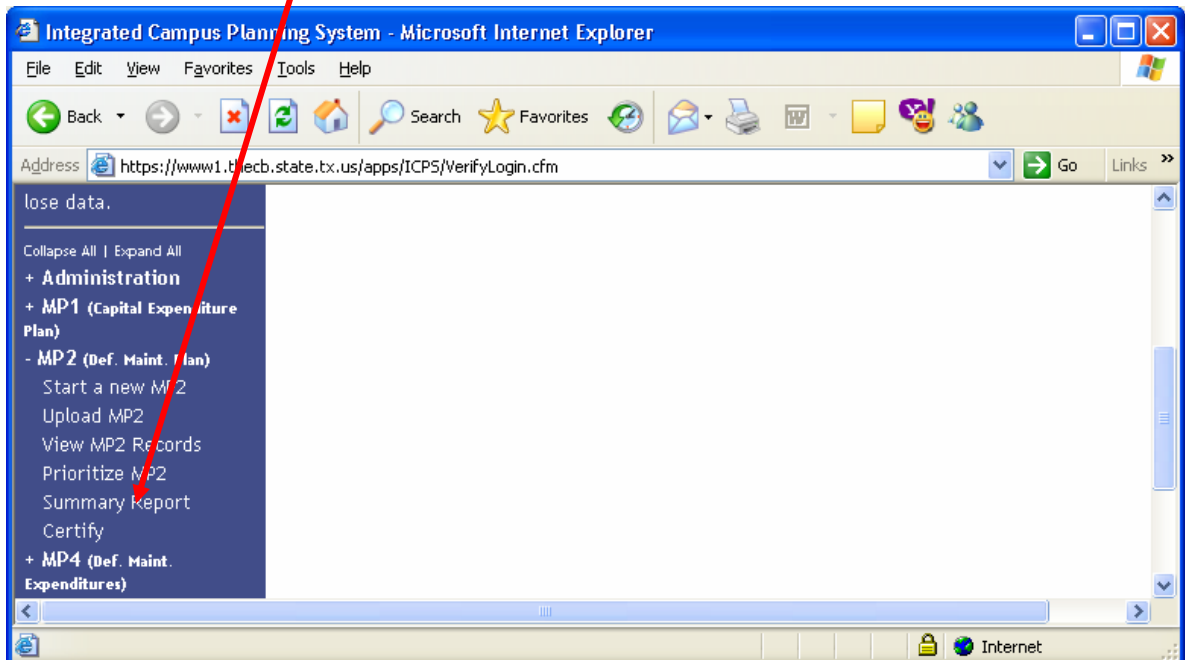 Integrated Campus Planning System - Microsoft Internet Explorer
File Edit View Favorites Tools Help
Back Search Favorites
Address https://www1.thecb.state.tx.us/apps/ICPS/VerifyLogin.cfm Go Links »
lose data.
Collapse All | Expand All
+ Administration
+ MP1 (Capital Expenditure
Plan)
- MP2 (Def. Maint. Plan)
Start a new MP2
Upload MP2
View MP2 Records
Prioritize MP2
Summary Report
Certify
+ MP4 (Def. Maint.
Expenditures)
Internet